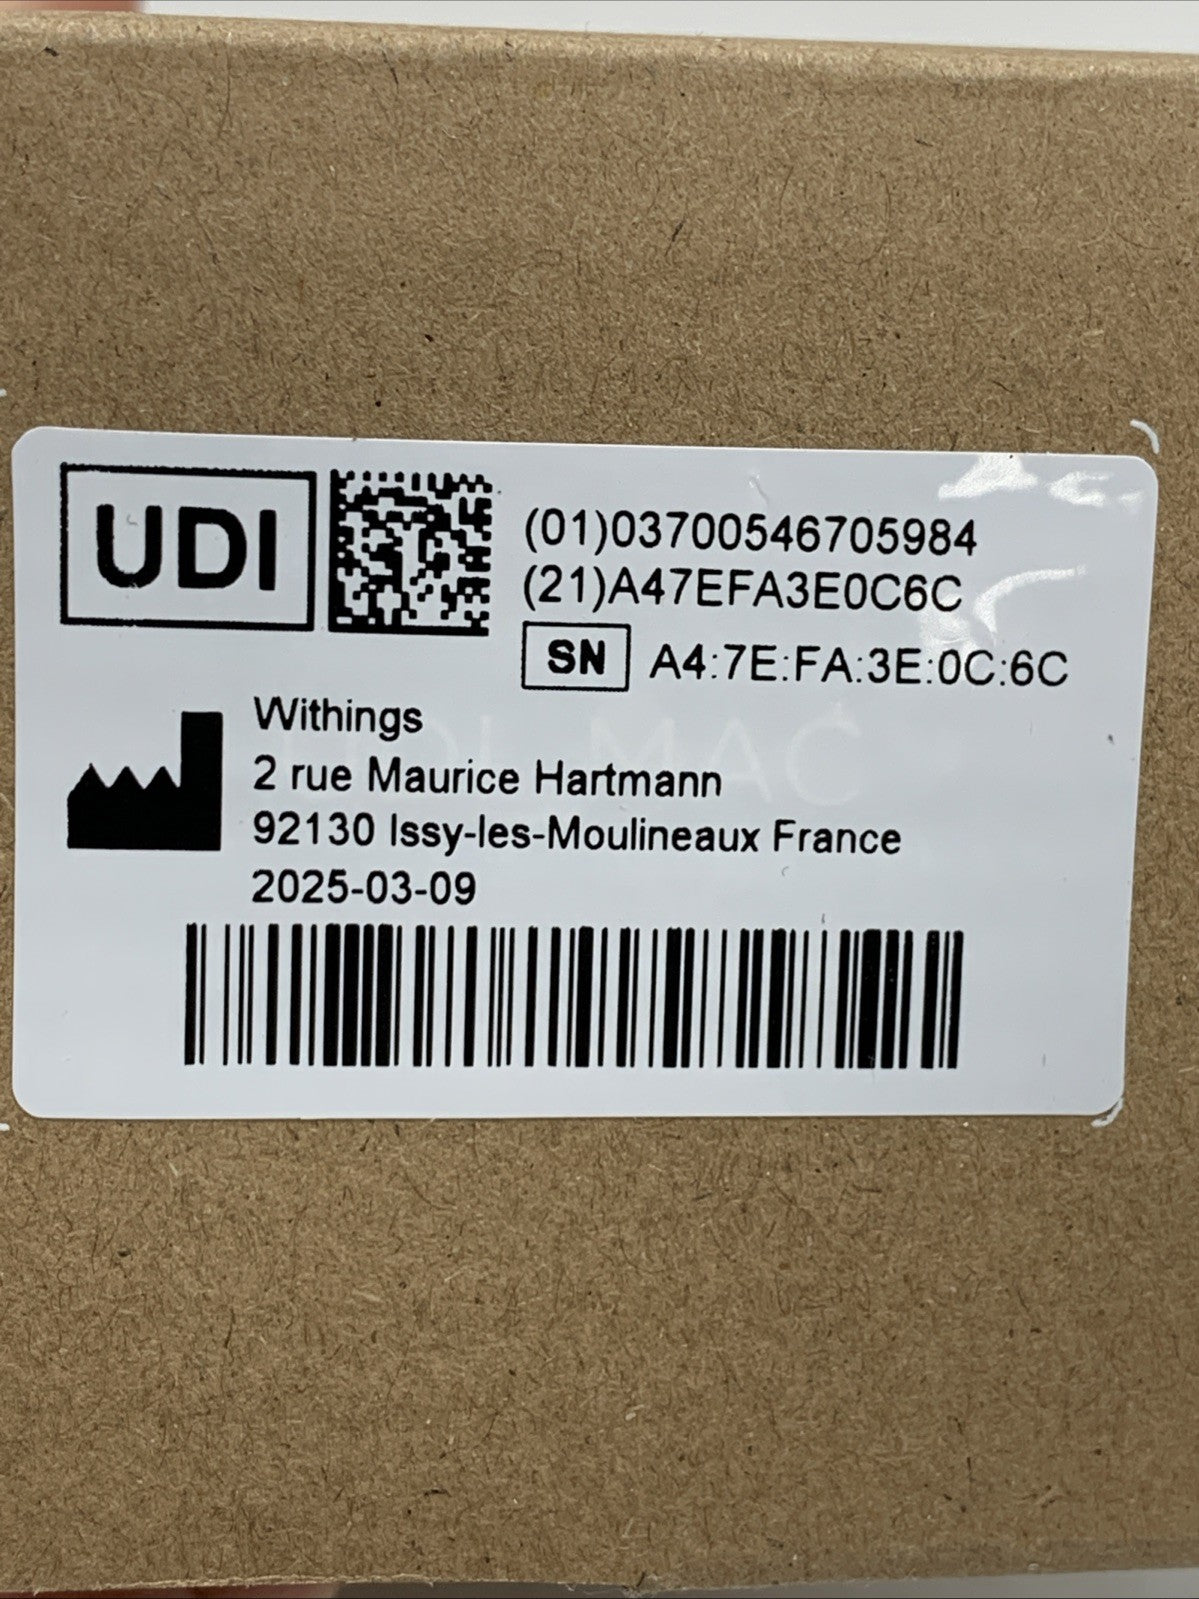 UDI
(01)03700546705984
(21)A47EFA3E0C6C
SN A4:7E:FA:3E:0C:6C
Withings
2 rue Maurice Hartmann
92130 Issy-les-Moulineaux France
2025-03-09